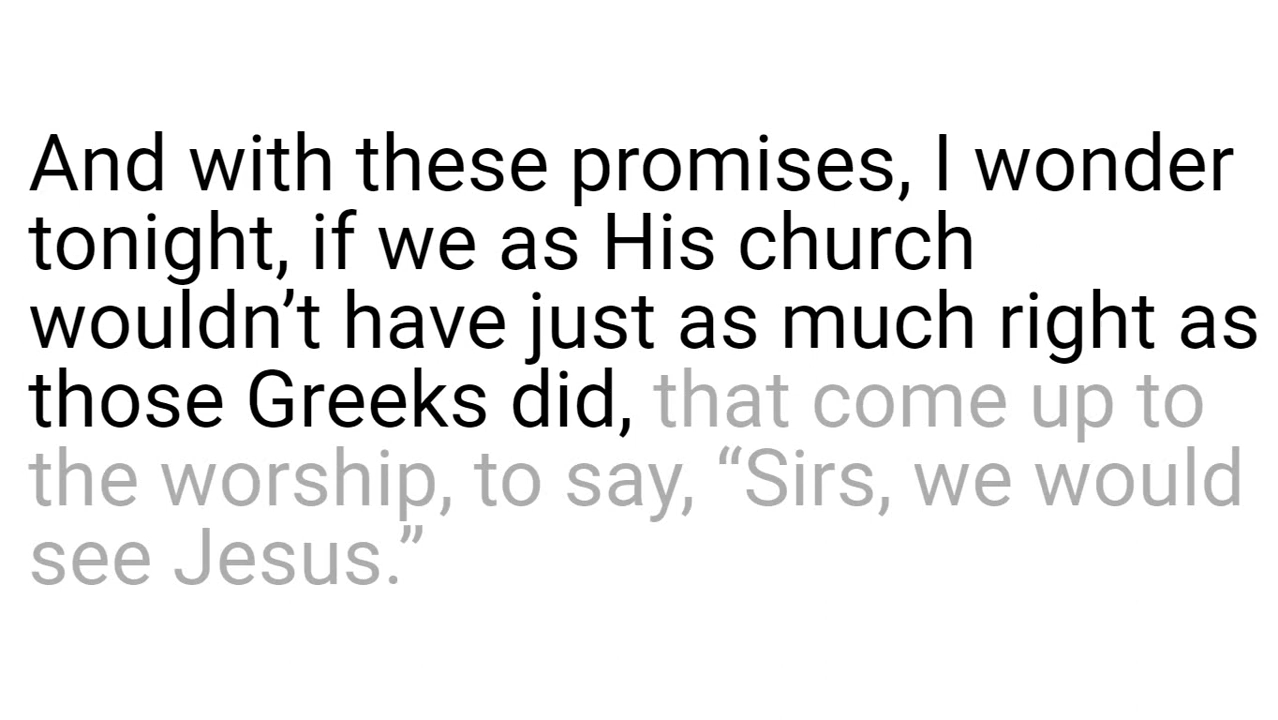 And with these promises, I wonder
tonight, if we as His church
wouldn’t have just as much right as
those Greeks did, that come up to
the worship, to say, “Sirs, we would
see Jesus.”